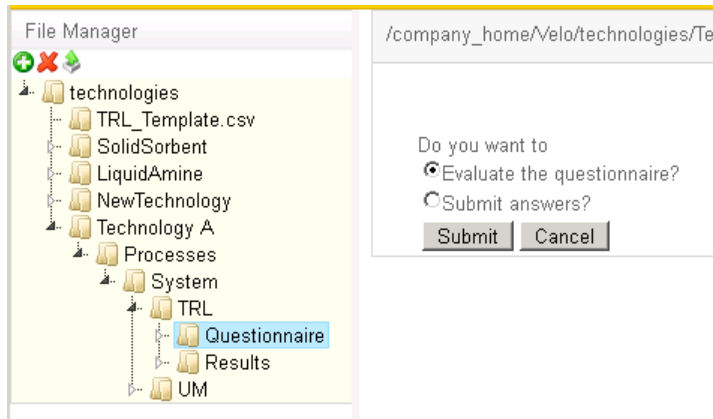 File Manager
technologies
TRL_Template.csv
SolidSorbent
LiquidAmine
NewTechnology
Technology A
Processes
System
TRL
Questionnaire
Results
UM
/company_home/Velo/technologies/Te
Do you want to
Evaluate the questionnaire?
Submit answers?
Submit Cancel